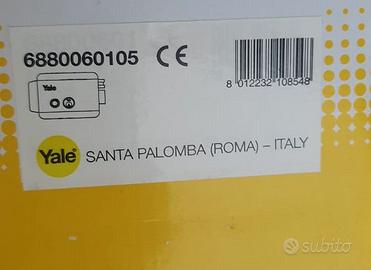 6880060105 CE
Yale
8 012232 108548
Yale SANTA PALOMBA (ROMA) – ITALY
subito